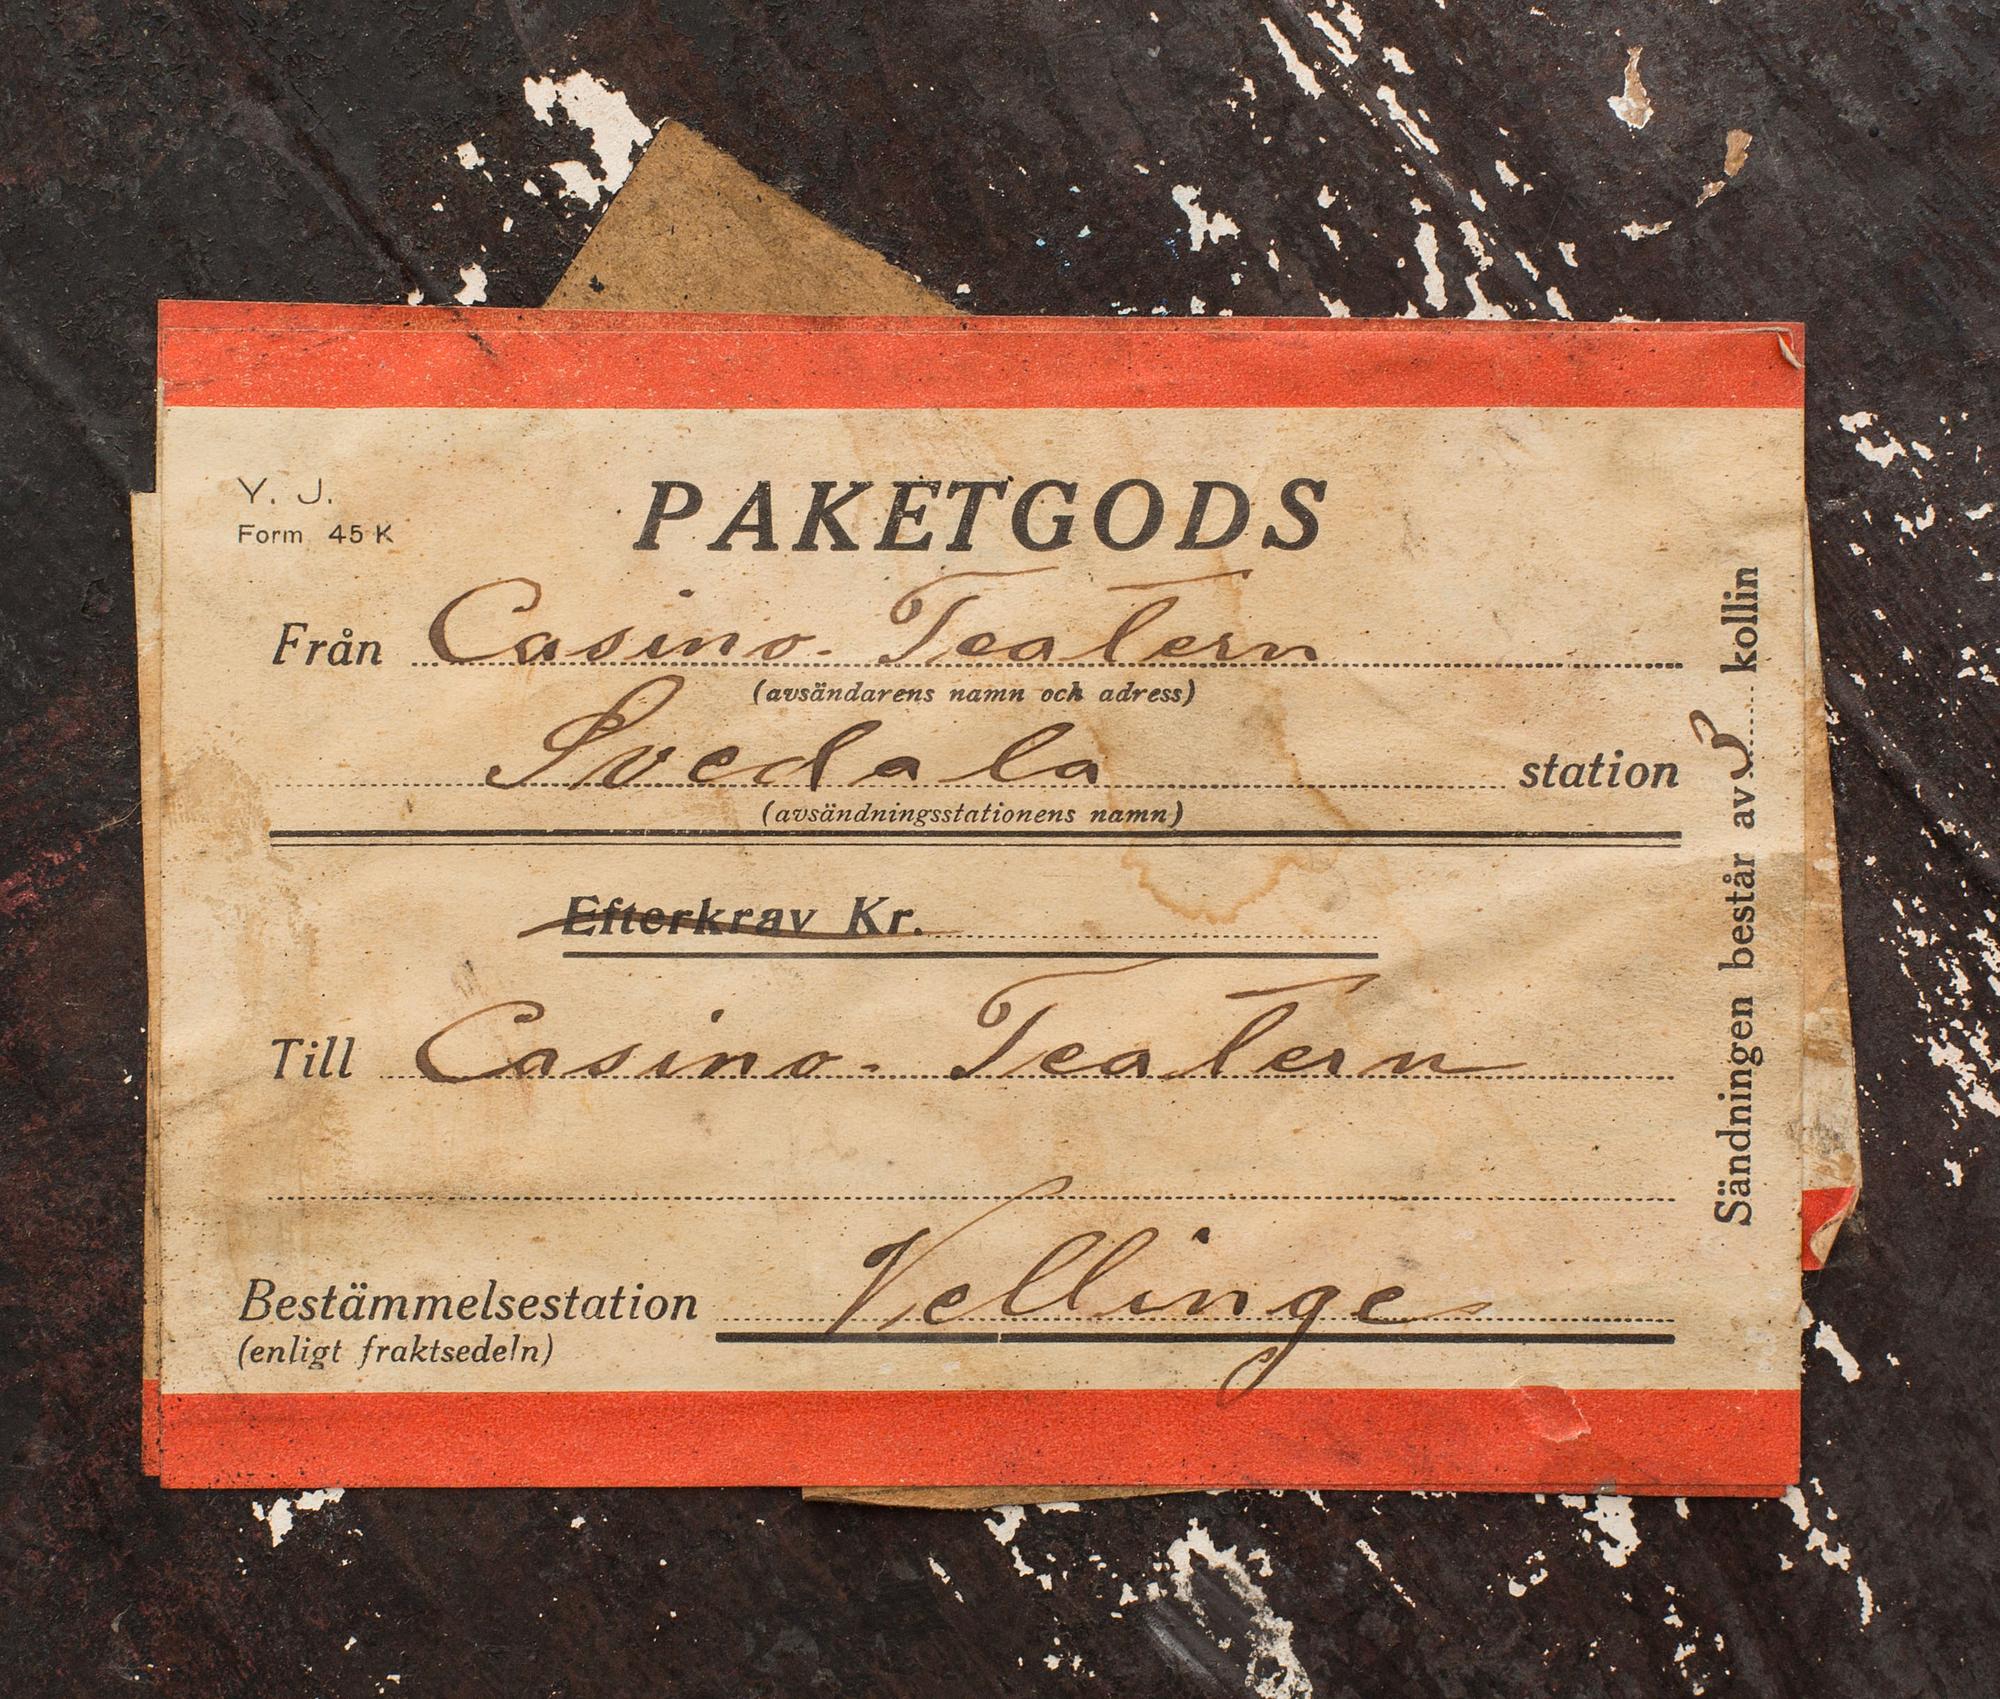 Y. J.
Form 45 K
PAKETGODS
Från Casino-Teatern
(avsändarens namn och adress)
Svedala station
(avsändningsstationens namn)
Efterkrav Kr.
Till Casino-Teatern
Bestämmelsestation Vellinge
(enligt fraktsedeln)
Sändningen består av 3 kollin